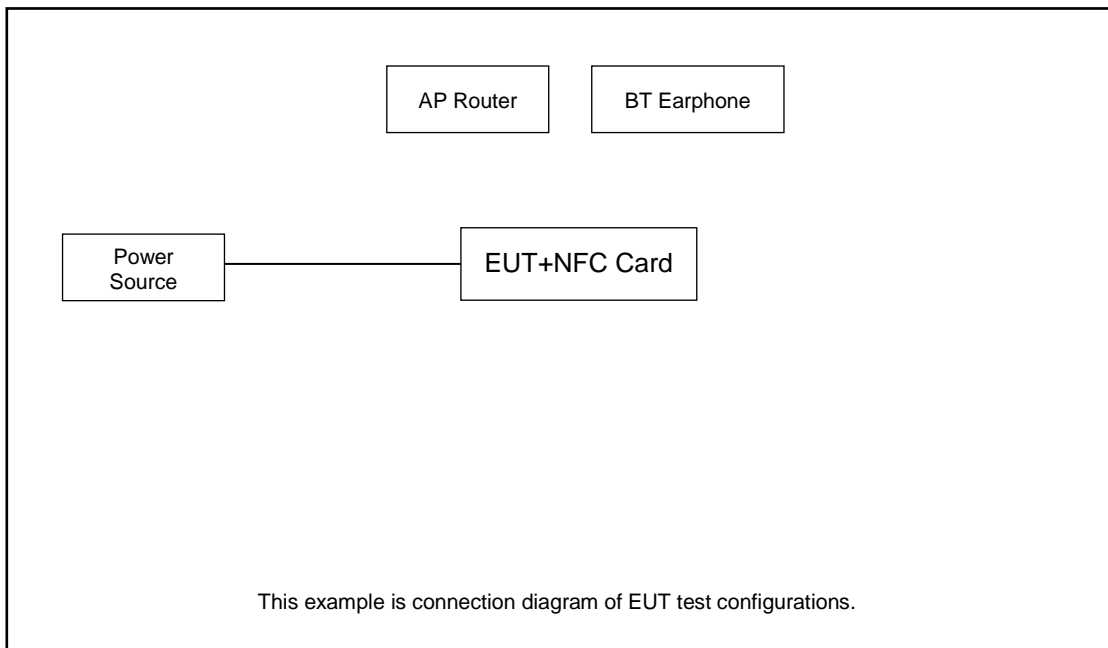 AP Router
BT Earphone
Power
Source
EUT+NFC Card
This example is connection diagram of EUT test configurations.